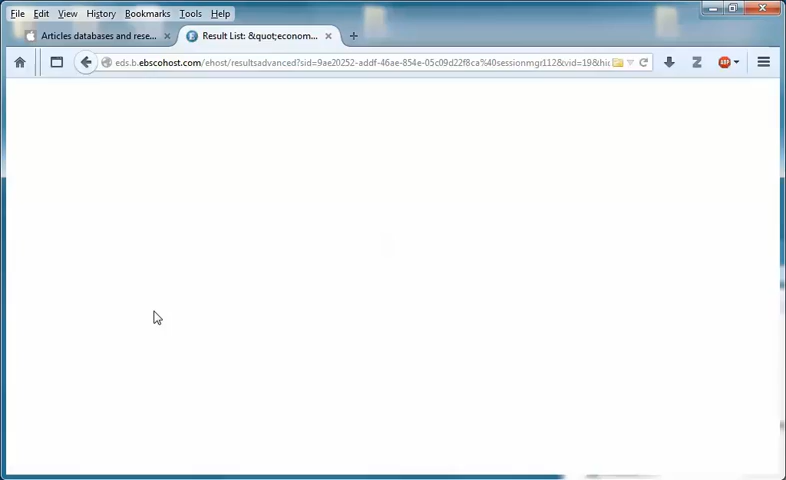 File Edit View History Bookmarks Tools Help
Articles databases and rese... Result List: &quot;econom...
eds.b.ebscohost.com/ehost/resultsadvanced?sid=9ae20252-addf-46ae-854e-05c09d22f8ca%40sessionmgr112&vid=19&hid